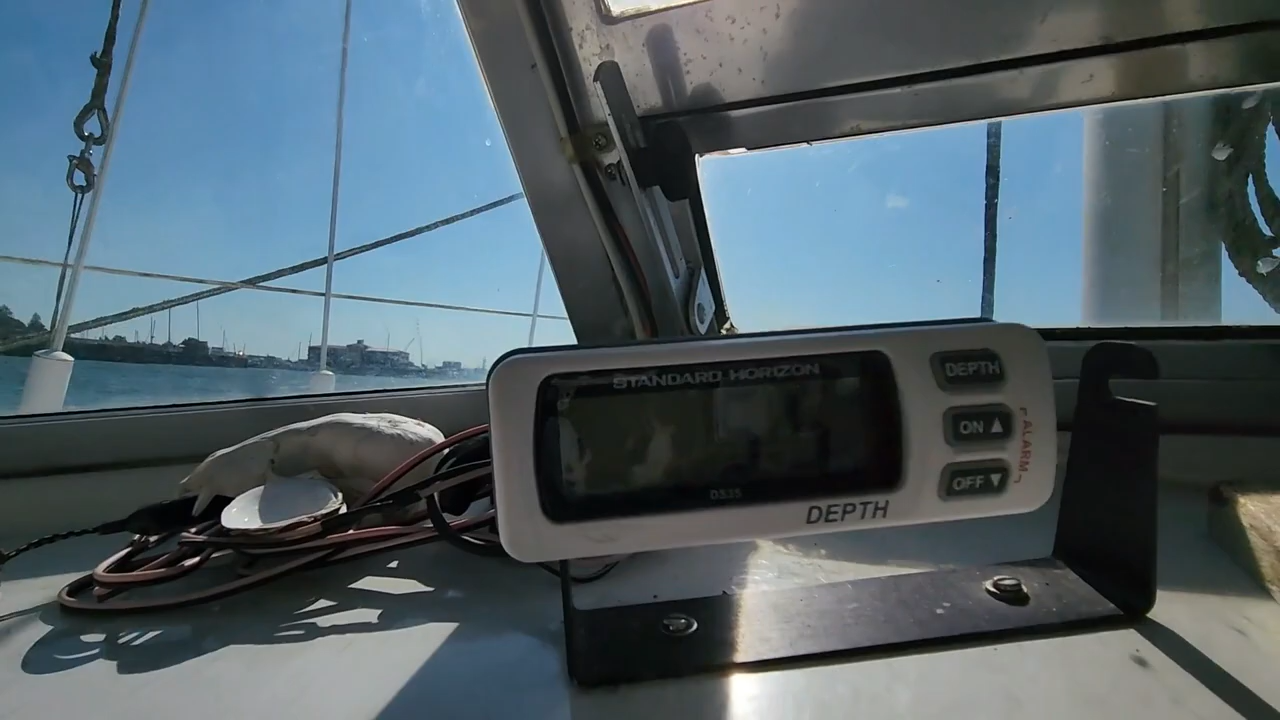 STANDARD HORIZON
DS35
DEPTH
DEPTH
ON ▲
OFF ▼
ALARM